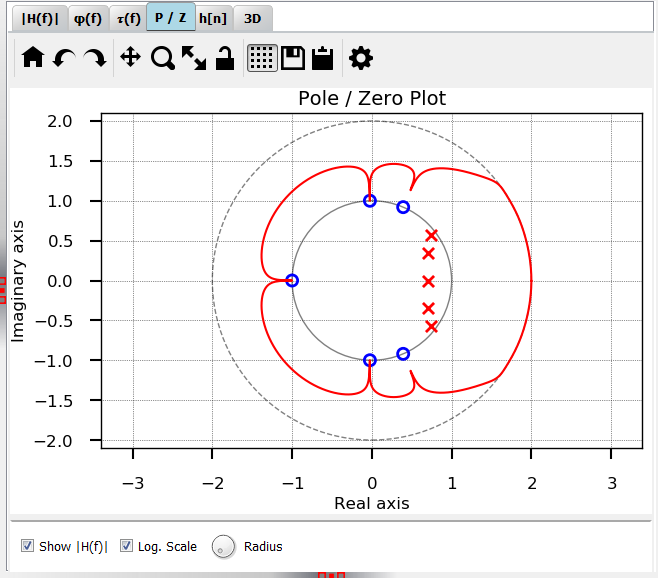 |H(f)| φ(f) τ(f) P / Z h[n] 3D
Pole / Zero Plot
2.0
1.5
1.0
0.5
0.0
−0.5
−1.0
−1.5
−2.0
Imaginary axis
−3 −2 −1 0 1 2 3
Real axis
Show |H(f)| Log. Scale Radius